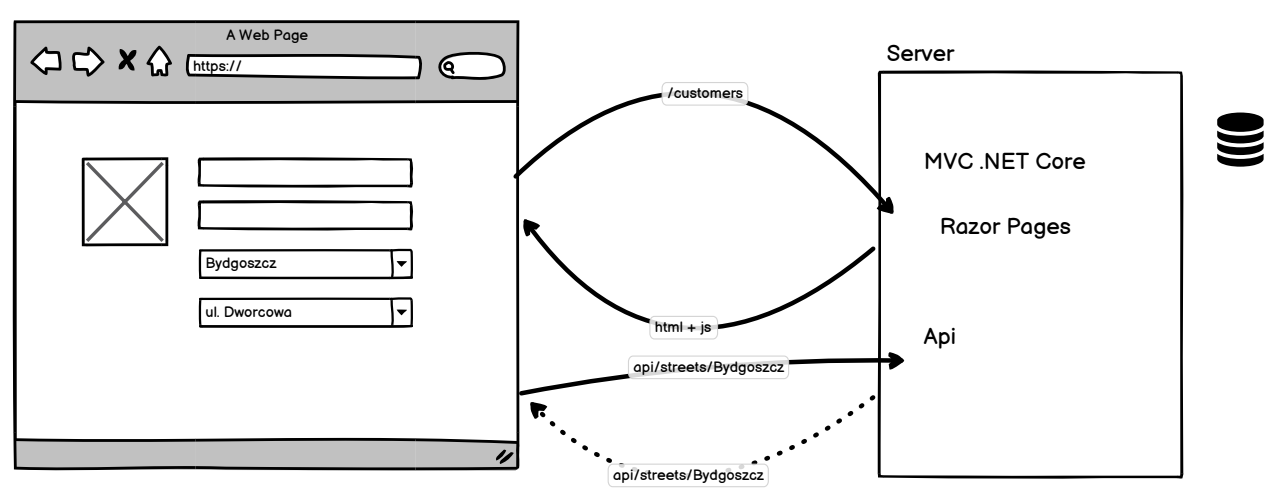 A Web Page
https://
Bydgoszcz
ul. Dworcowa
/customers
html + js
api/streets/Bydgoszcz
api/streets/Bydgoszcz
Server
MVC .NET Core
Razor Pages
Api